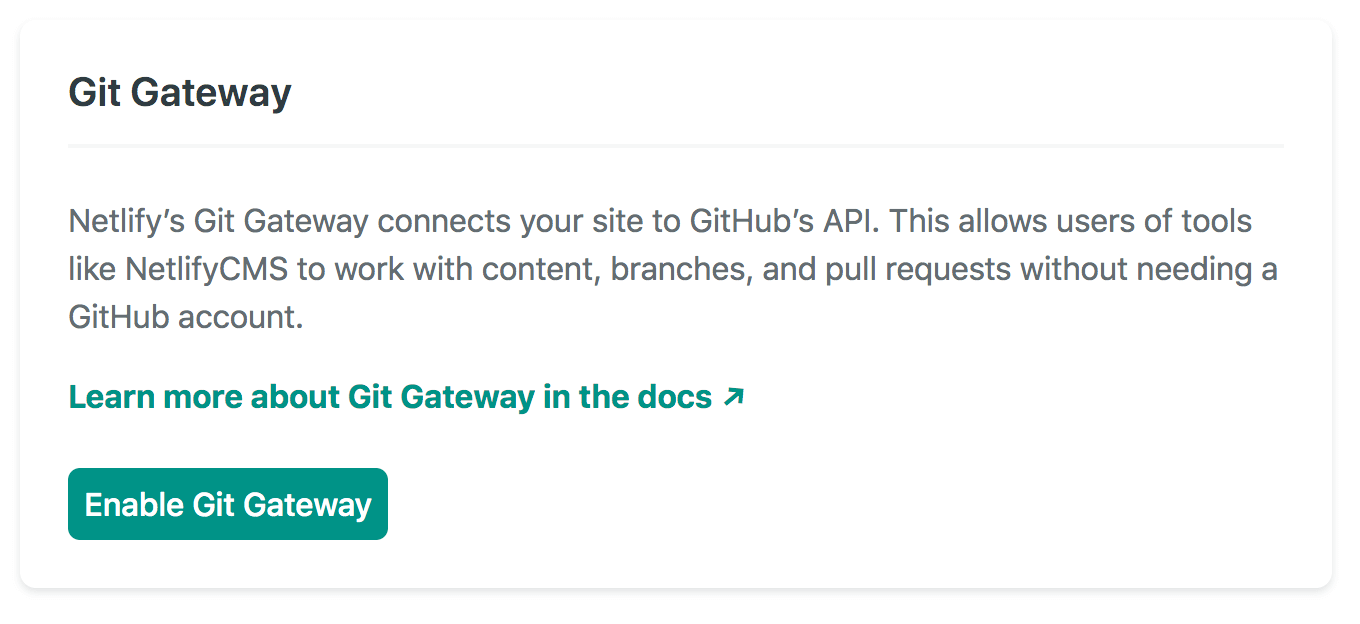 Git Gateway
Netlify’s Git Gateway connects your site to GitHub’s API. This allows users of tools
like NetlifyCMS to work with content, branches, and pull requests without needing a
GitHub account.
Learn more about Git Gateway in the docs ↗
Enable Git Gateway